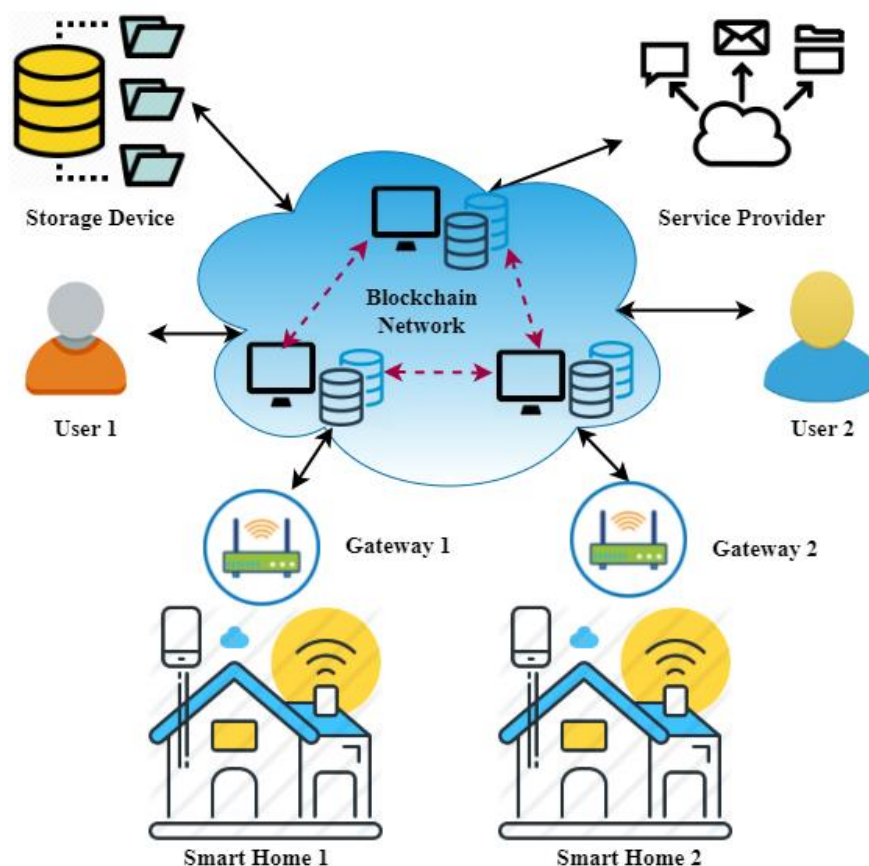 Storage Device
Service Provider
Blockchain
Network
User 1
User 2
Gateway 1
Gateway 2
Smart Home 1
Smart Home 2